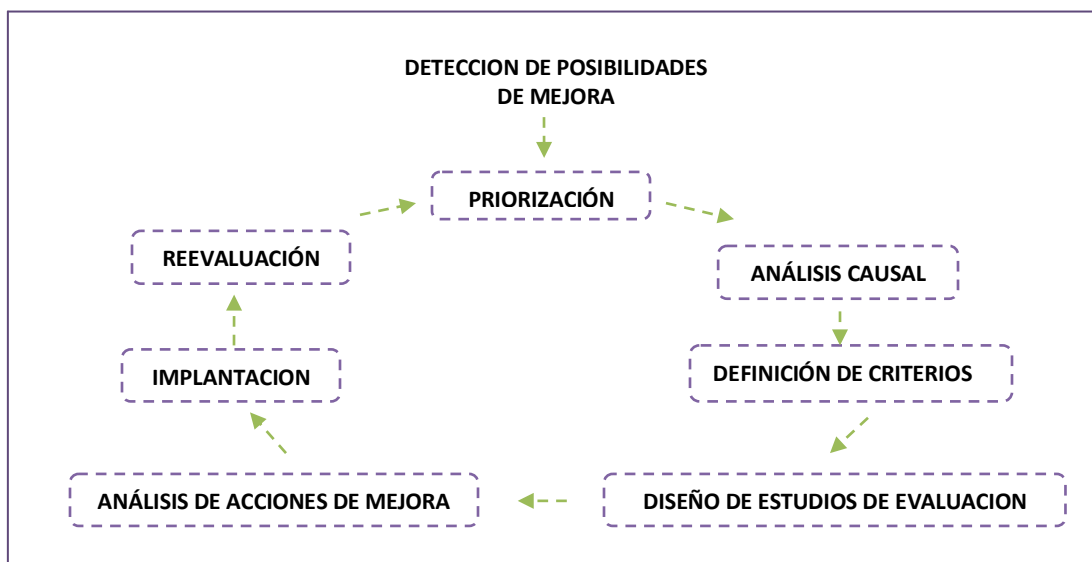 DETECCION DE POSIBILIDADES
DE MEJORA
PRIORIZACIÓN
ANÁLISIS CAUSAL
DEFINICIÓN DE CRITERIOS
DISEÑO DE ESTUDIOS DE EVALUACION
ANÁLISIS DE ACCIONES DE MEJORA
IMPLANTACION
REEVALUACIÓN